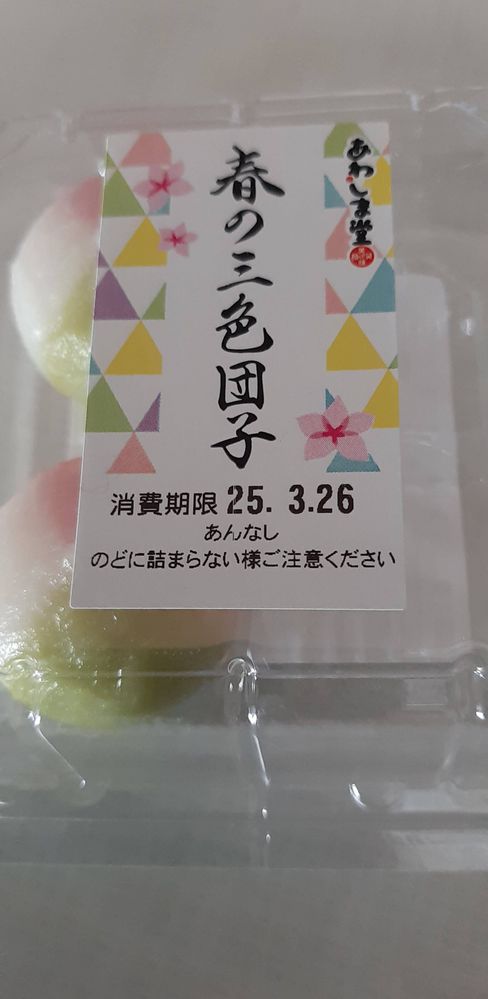 あわしま堂
春の三色団子
消費期限 25. 3.26
あんなし
のどに詰まらない様ご注意ください